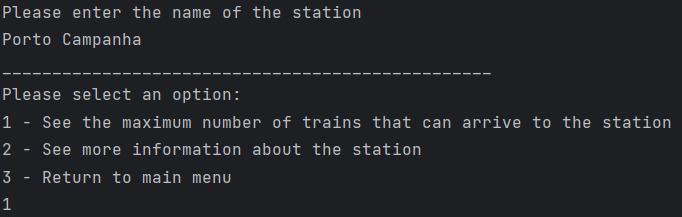 Please enter the name of the station
Porto Campanha
_________________________________________________
Please select an option:
1 - See the maximum number of trains that can arrive to the station
2 - See more information about the station
3 - Return to main menu
1